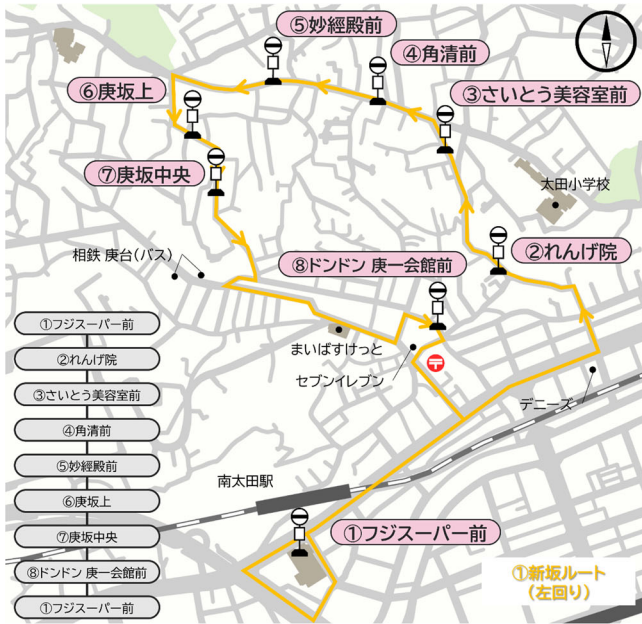 ⑤妙經殿前
④角清前
③さいとう美容室前
⑥庚坂上
⑦庚坂中央
太田小学校
②れんげ院
相鉄 庚台(バス)
⑧ドンドン 庚一会館前
まいばすけっと
セブンイレブン
デニーズ
南太田駅
①フジスーパー前
①新坂ルート
(左回り)
①フジスーパー前
②れんげ院
③さいとう美容室前
④角清前
⑤妙經殿前
⑥庚坂上
⑦庚坂中央
⑧ドンドン 庚一会館前
①フジスーパー前